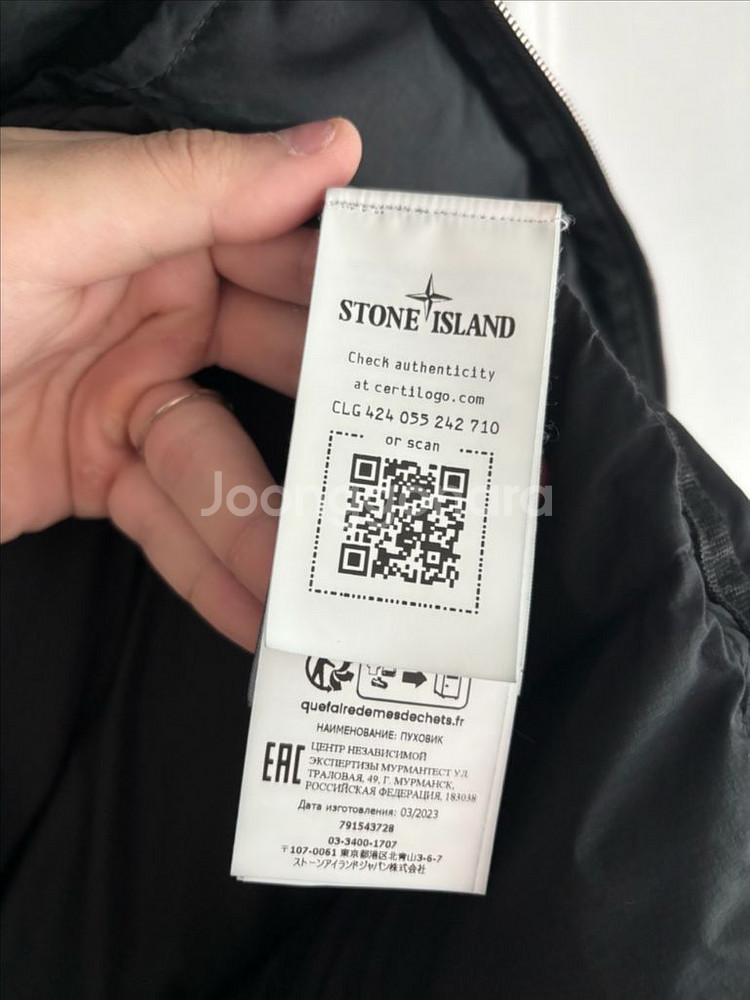 STONE ISLAND
Check authenticity
at certilogo.com
CLG 424 055 242 710
or scan
Joonggonara
quefairedemesdechets.fr
НАИМЕНОВАНИЕ: ПУХОВИК
EAC
ЦЕНТР НЕЗАВИСИМОЙ
ЭКСПЕРТИЗЫ МУРМАНТЕСТ УЛ.
ТРАЛОВАЯ, 49, Г. МУРМАНСК,
РОССИЙСКАЯ ФЕДЕРАЦИЯ, 183038
Дата изготовления: 03/2023
791543728
03-3400-1707
〒107-0061 東京都港区北青山3-6-7
ストーンアイランドジャパン株式会社